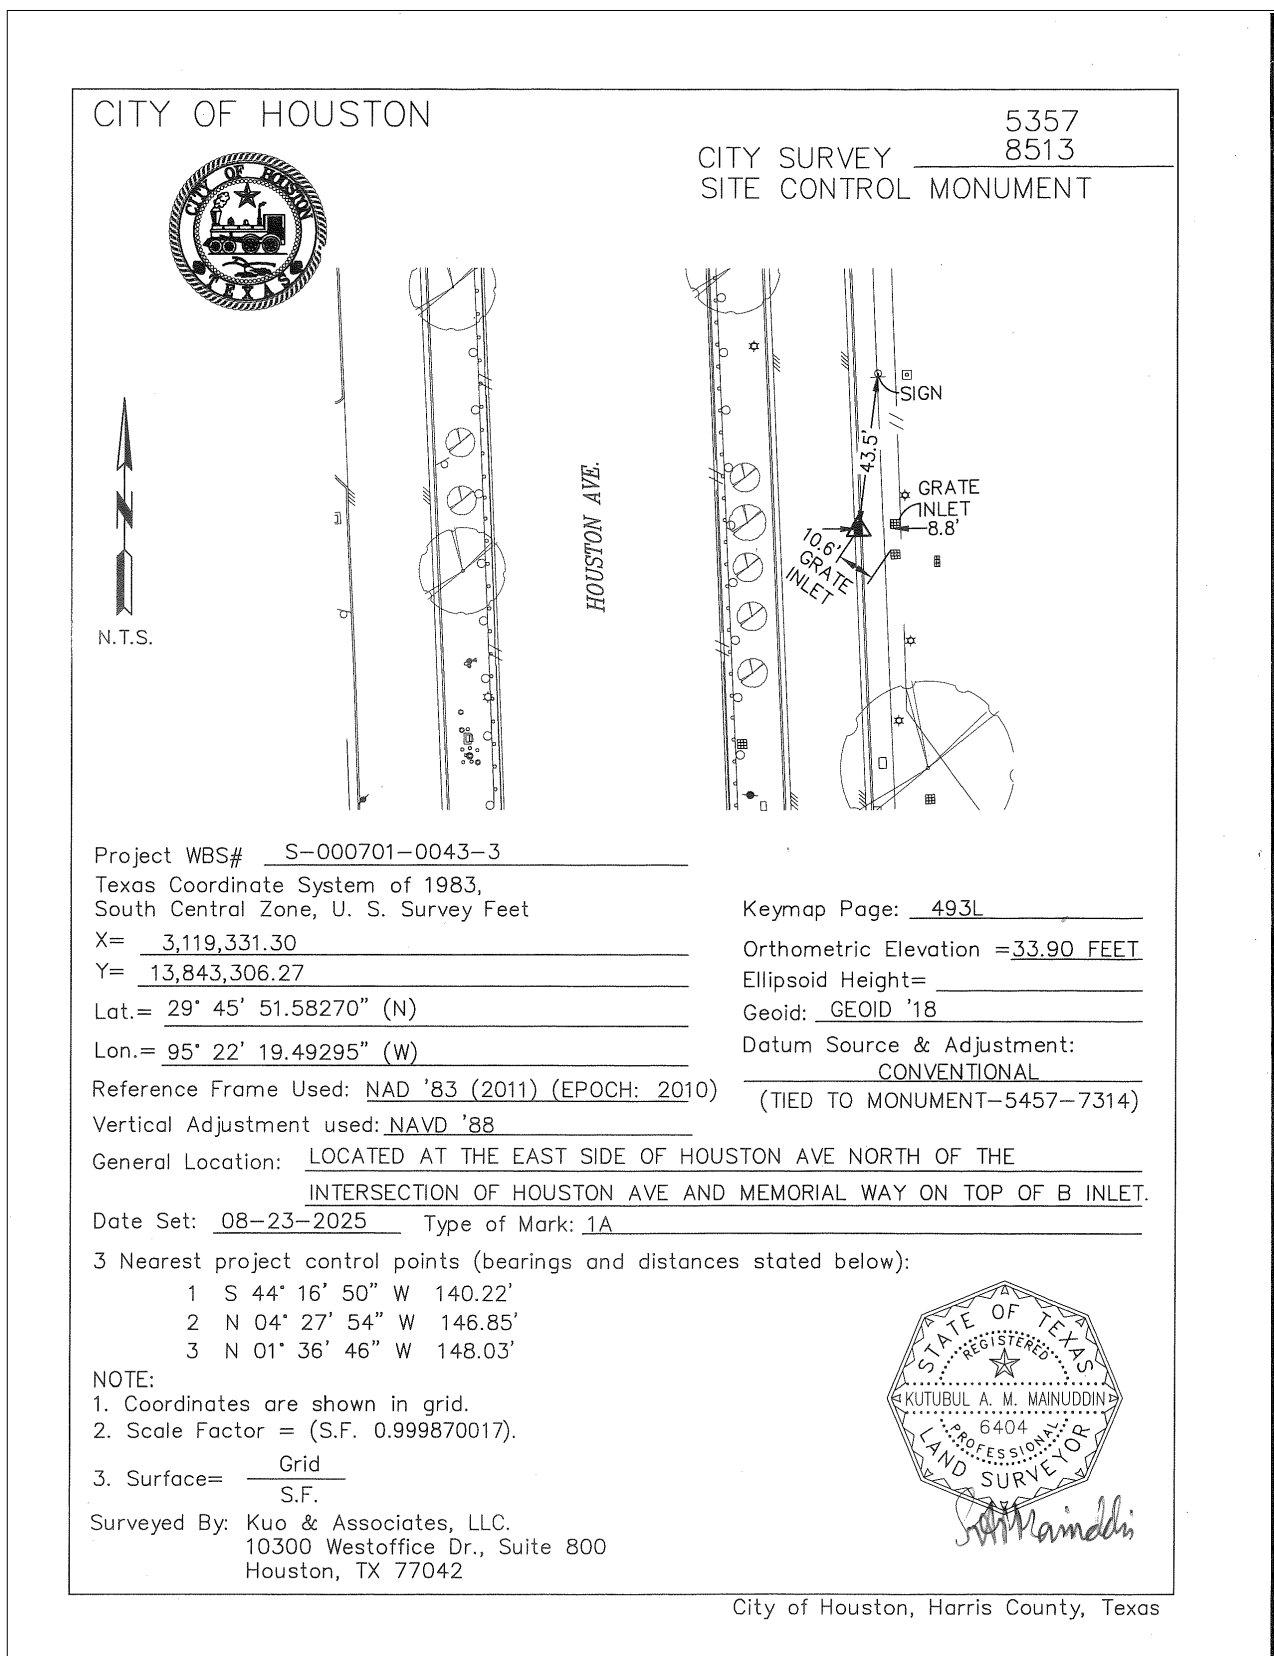 CITY OF HOUSTON
5357
CITY SURVEY 8513
SITE CONTROL MONUMENT
CITY OF HOUSTON
TEXAS
SIGN
43.5'
HOUSTON AVE.
GRATE
INLET
8.8'
10.6'
GRATE
INLET
N
N.T.S.
Project WBS# S-000701-0043-3
Texas Coordinate System of 1983,
South Central Zone, U. S. Survey Feet
X= 3,119,331.30
Y= 13,843,306.27
Lat.= 29° 45' 51.58270" (N)
Lon.= 95° 22' 19.49295" (W)
Reference Frame Used: NAD '83 (2011) (EPOCH: 2010)
Vertical Adjustment used: NAVD '88
Keymap Page: 493L
Orthometric Elevation =33.90 FEET
Ellipsoid Height=
Geoid: GEOID '18
Datum Source & Adjustment:
CONVENTIONAL
(TIED TO MONUMENT-5457-7314)
General Location: LOCATED AT THE EAST SIDE OF HOUSTON AVE NORTH OF THE
INTERSECTION OF HOUSTON AVE AND MEMORIAL WAY ON TOP OF B INLET.
Date Set: 08-23-2025 Type of Mark: 1A
3 Nearest project control points (bearings and distances stated below):
1 S 44° 16' 50" W 140.22'
2 N 04° 27' 54" W 146.85'
3 N 01° 36' 46" W 148.03'
NOTE:
1. Coordinates are shown in grid.
2. Scale Factor = (S.F. 0.999870017).
3. Surface= Grid
S.F.
Surveyed By: Kuo & Associates, LLC.
10300 Westoffice Dr., Suite 800
Houston, TX 77042
STATE OF TEXAS
REGISTERED
KUTUBUL A. M. MAINUDDIN
6404
PROFESSIONAL
LAND SURVEYOR
City of Houston, Harris County, Texas